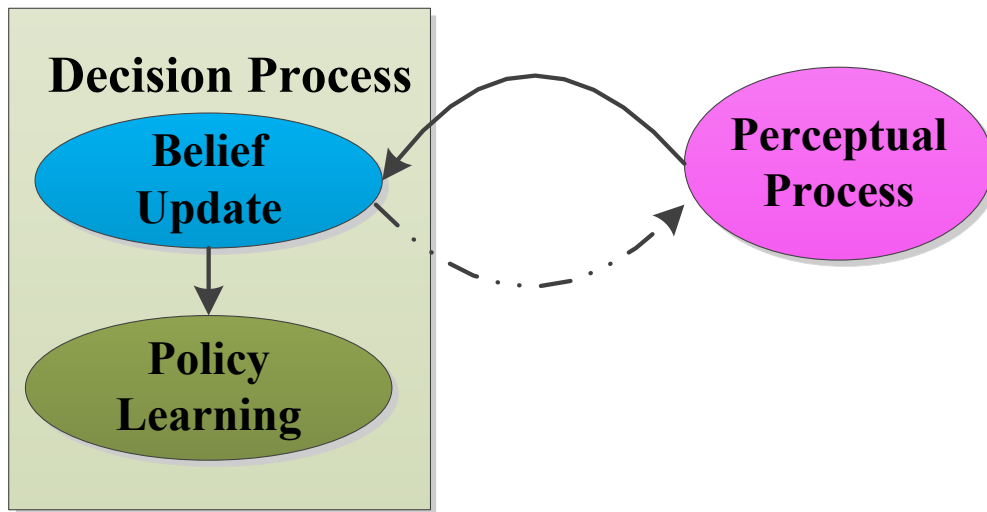 Decision Process
Belief
Update
Policy
Learning
Perceptual
Process